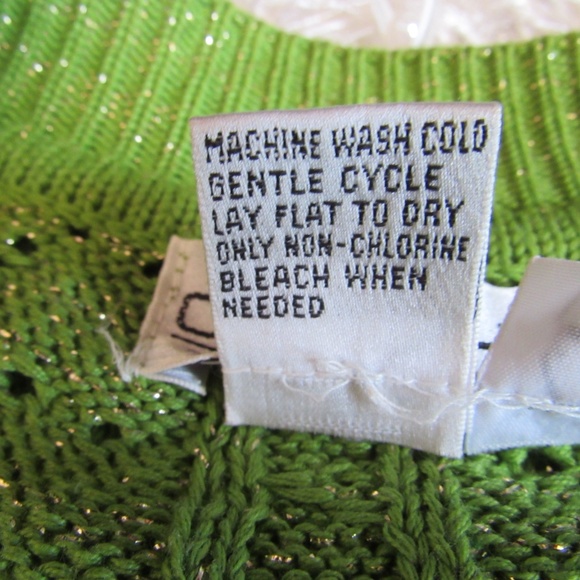 MACHINE WASH COLD
GENTLE CYCLE
LAY FLAT TO DRY
ONLY NON-CHLORINE
BLEACH WHEN
NEEDED